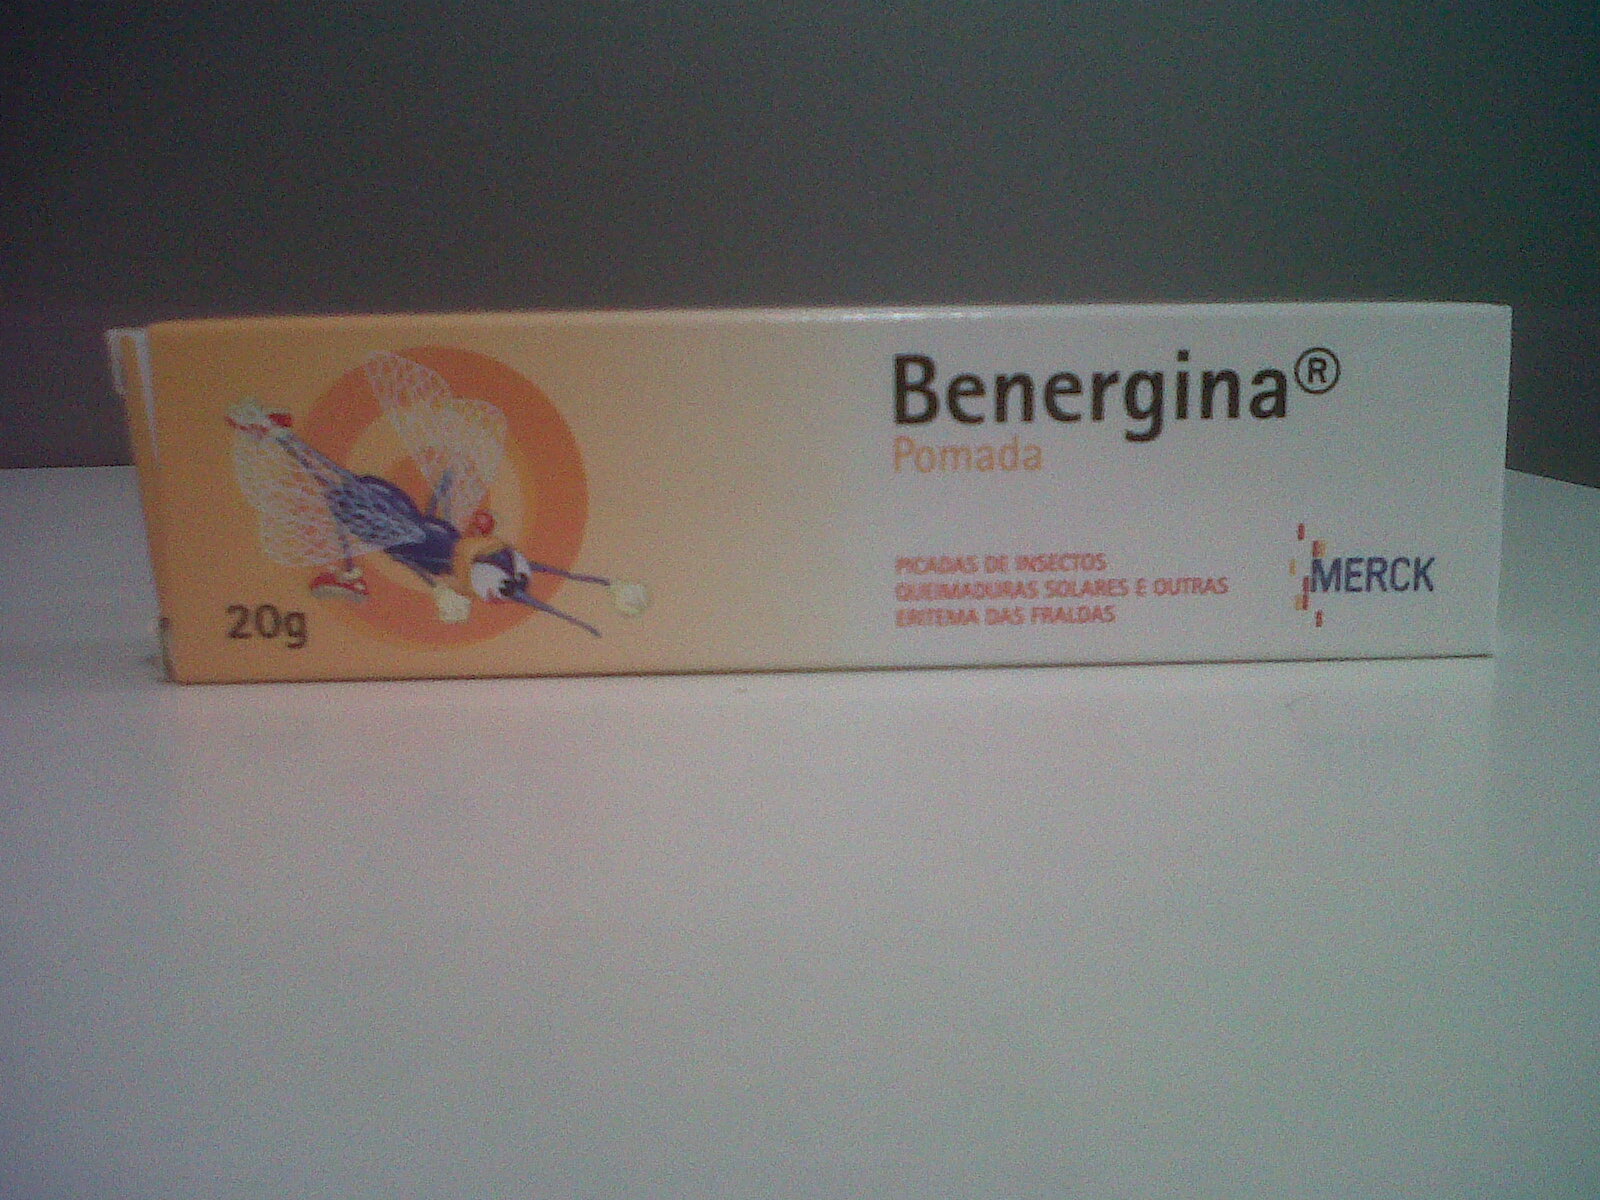 Benergina®
Pomada
PICADAS DE INSECTOS
QUEIMADURAS SOLARES E OUTRAS
ERITEMA DAS FRALDAS
MERCK
20g